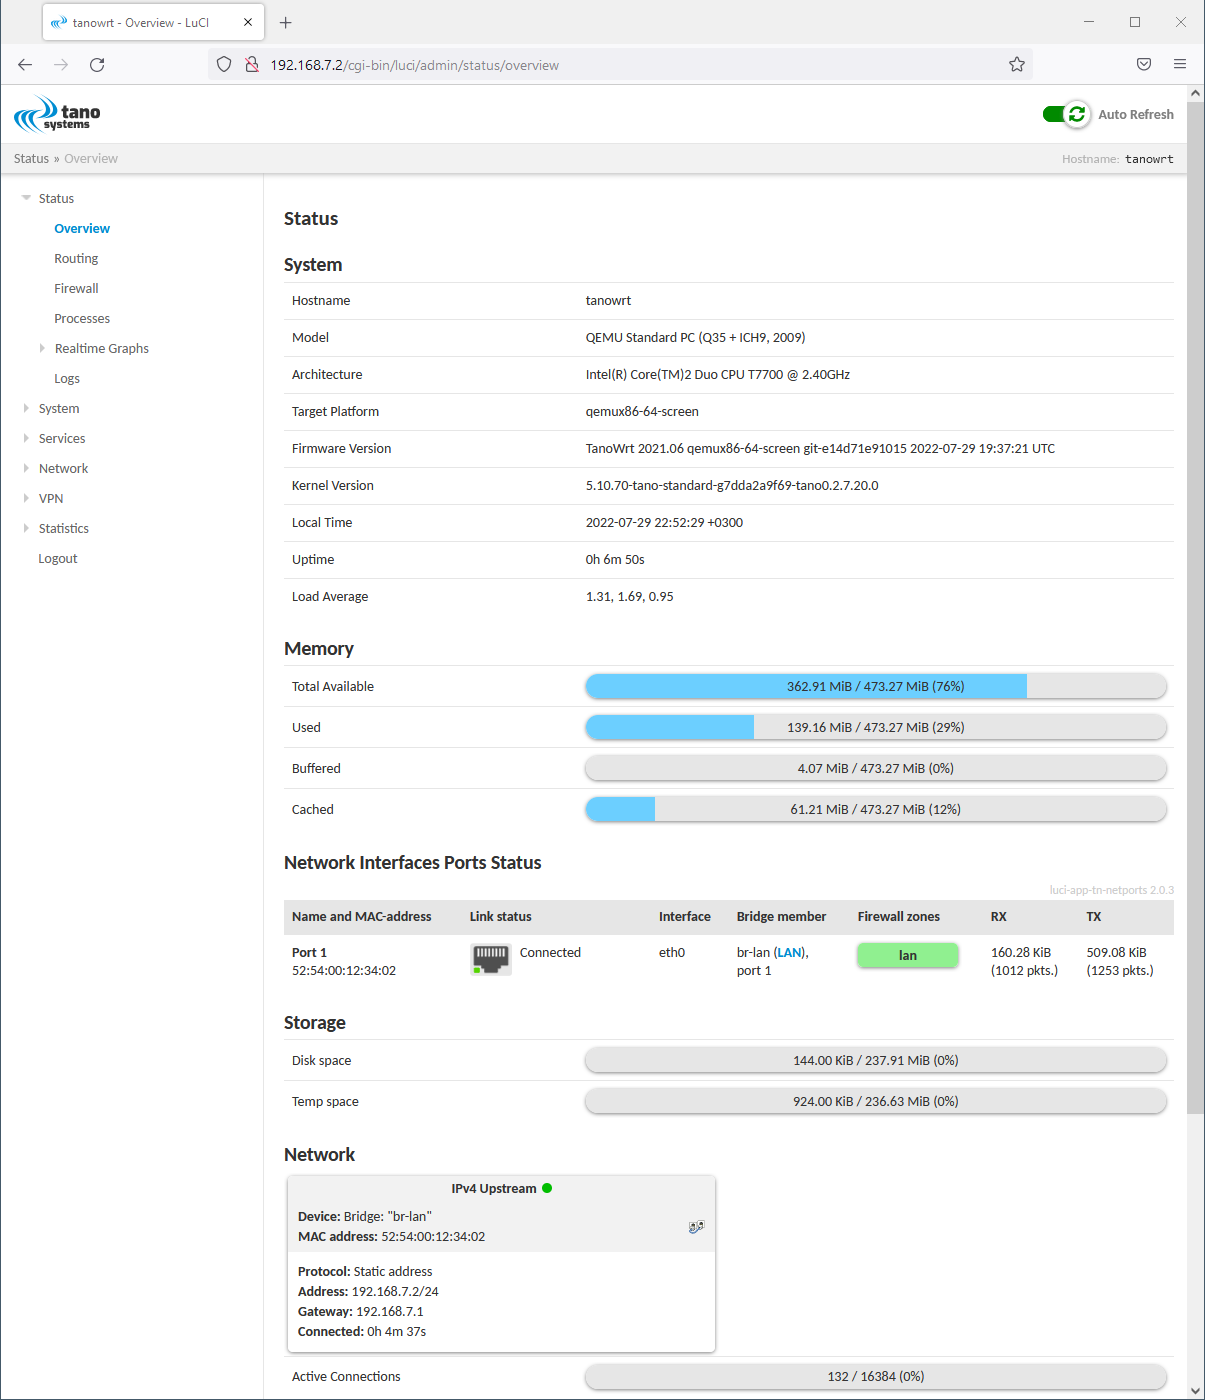 tanowrt - Overview - LuCI
192.168.7.2/cgi-bin/luci/admin/status/overview
tano
systems
Auto Refresh
Status » Overview
Hostname: tanowrt
Status
Overview
Routing
Firewall
Processes
Realtime Graphs
Logs
System
Services
Network
VPN
Statistics
Logout
Status
System
Hostname tanowrt
Model QEMU Standard PC (Q35 + ICH9, 2009)
Architecture Intel(R) Core(TM)2 Duo CPU T7700 @ 2.40GHz
Target Platform qemux86-64-screen
Firmware Version TanoWrt 2021.06 qemux86-64-screen git-e14d71e91015 2022-07-29 19:37:21 UTC
Kernel Version 5.10.70-tano-standard-g7dda2a9f69-tano0.2.7.20.0
Local Time 2022-07-29 22:52:29 +0300
Uptime 0h 6m 50s
Load Average 1.31, 1.69, 0.95
Memory
Total Available 362.91 MiB / 473.27 MiB (76%)
Used 139.16 MiB / 473.27 MiB (29%)
Buffered 4.07 MiB / 473.27 MiB (0%)
Cached 61.21 MiB / 473.27 MiB (12%)
Network Interfaces Ports Status
luci-app-tn-netports 2.0.3
Name and MAC-address Link status Interface Bridge member Firewall zones RX TX
Port 1 Connected eth0 br-lan (LAN), lan 160.28 KiB 509.08 KiB
52:54:00:12:34:02 port 1 (1012 pkts.) (1253 pkts.)
Storage
Disk space 144.00 KiB / 237.91 MiB (0%)
Temp space 924.00 KiB / 236.63 MiB (0%)
Network
IPv4 Upstream
Device: Bridge: "br-lan"
MAC address: 52:54:00:12:34:02
Protocol: Static address
Address: 192.168.7.2/24
Gateway: 192.168.7.1
Connected: 0h 4m 37s
Active Connections 132 / 16384 (0%)